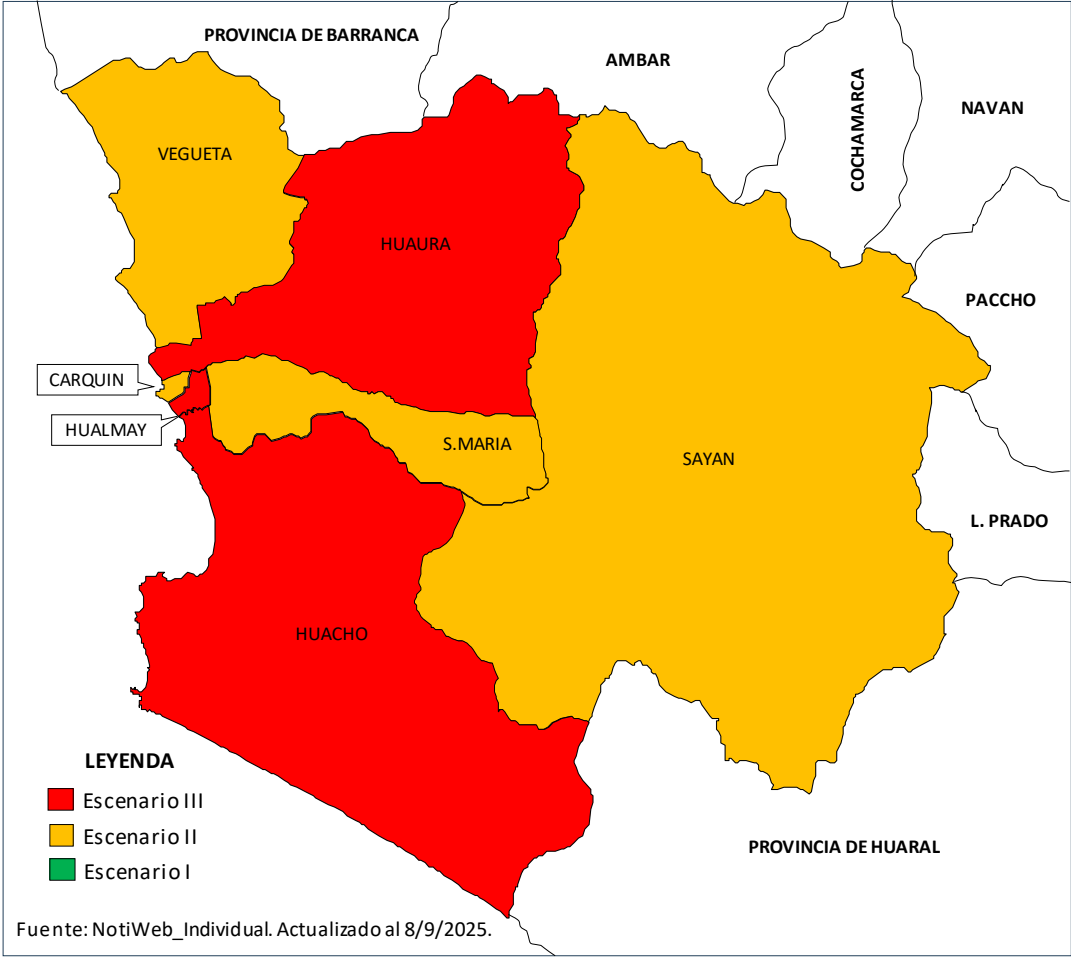 PROVINCIA DE BARRANCA
AMBAR
COCHAMARCA
NAVAN
VEGUETA
HUAURA
PACCHO
CARQUIN
HUALMAY
S.MARIA
SAYAN
L. PRADO
HUACHO
LEYENDA
Escenario III
Escenario II
Escenario I
PROVINCIA DE HUARAL
Fuente: NotiWeb_Individual. Actualizado al 8/9/2025.